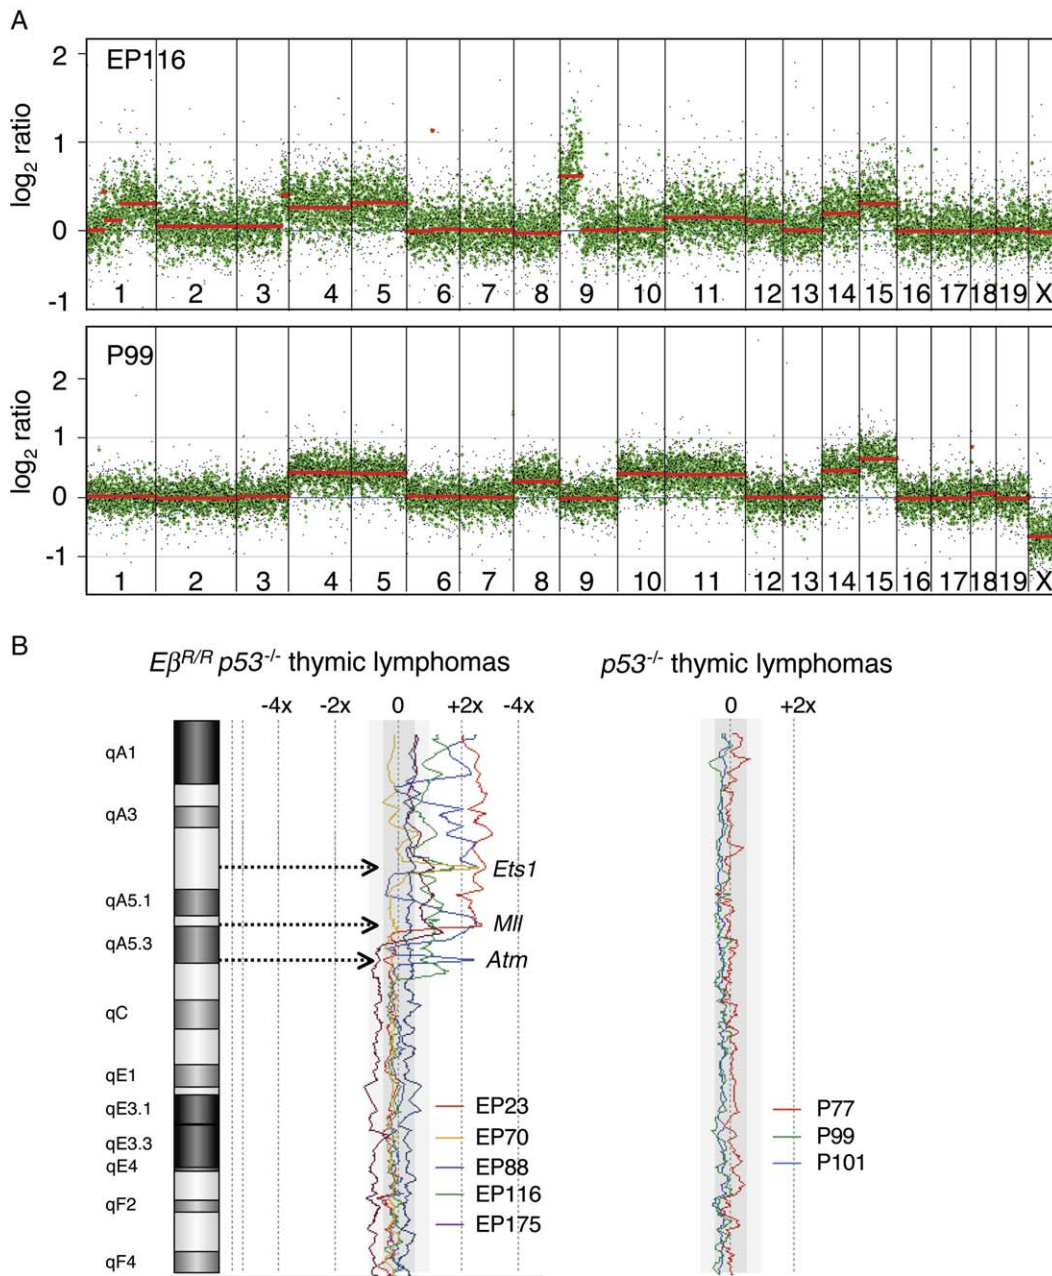 A
EP116
log2 ratio
2
1
0
-1
1 2 3 4 5 6 7 8 9 10 11 12 13 14 15 16 17 18 19 X
P99
log2 ratio
2
1
0
-1
1 2 3 4 5 6 7 8 9 10 11 12 13 14 15 16 17 18 19 X
B
EβR/R p53-/- thymic lymphomas
p53-/- thymic lymphomas
-4x -2x 0 +2x -4x
0 +2x
qA1
qA3
Ets1
qA5.1
Mll
qA5.3
Atm
qC
qE1
qE3.1
qE3.3
qE4
qF2
qF4
EP23
EP70
EP88
EP116
EP175
P77
P99
P101